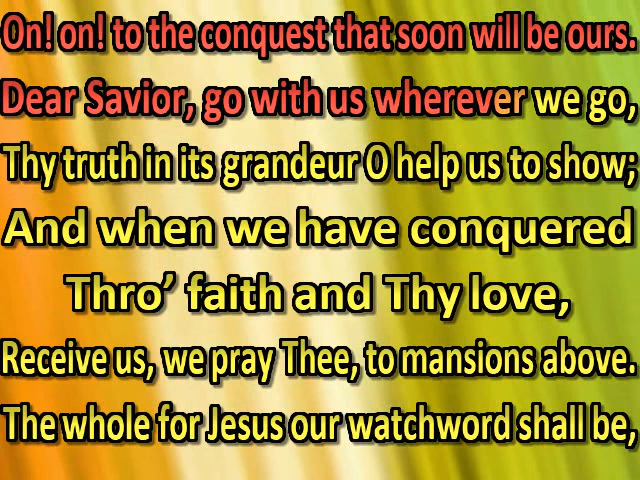 On! on! to the conquest that soon will be ours.
Dear Savior, go with us wherever we go,
Thy truth in its grandeur O help us to show;
And when we have conquered
Thro’ faith and Thy love,
Receive us, we pray Thee, to mansions above.
The whole for Jesus our watchword shall be,